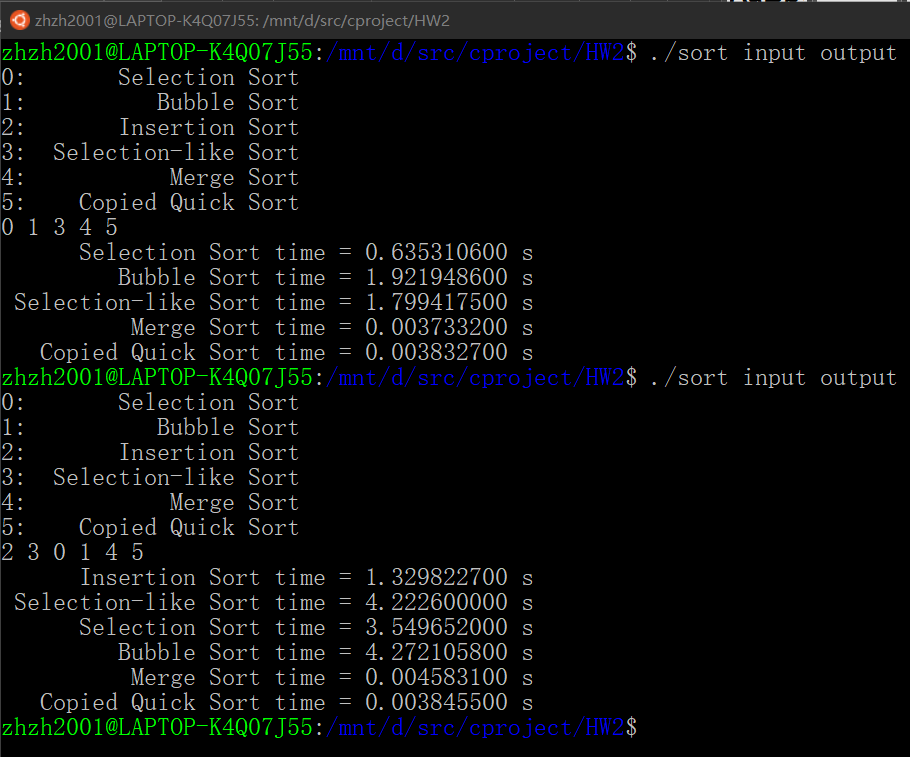 zhzh2001@LAPTOP-K4Q07J55: /mnt/d/src/cproject/HW2
zhzh2001@LAPTOP-K4Q07J55:/mnt/d/src/cproject/HW2$ ./sort input output
0:       Selection Sort
1:          Bubble Sort
2:       Insertion Sort
3:  Selection-like Sort
4:           Merge Sort
5:    Copied Quick Sort
0 1 3 4 5
      Selection Sort time = 0.635310600 s
         Bubble Sort time = 1.921948600 s
 Selection-like Sort time = 1.799417500 s
          Merge Sort time = 0.003733200 s
   Copied Quick Sort time = 0.003832700 s
zhzh2001@LAPTOP-K4Q07J55:/mnt/d/src/cproject/HW2$ ./sort input output
0:       Selection Sort
1:          Bubble Sort
2:       Insertion Sort
3:  Selection-like Sort
4:           Merge Sort
5:    Copied Quick Sort
2 3 0 1 4 5
      Insertion Sort time = 1.329822700 s
 Selection-like Sort time = 4.222600000 s
      Selection Sort time = 3.549652000 s
         Bubble Sort time = 4.272105800 s
          Merge Sort time = 0.004583100 s
   Copied Quick Sort time = 0.003845500 s
zhzh2001@LAPTOP-K4Q07J55:/mnt/d/src/cproject/HW2$